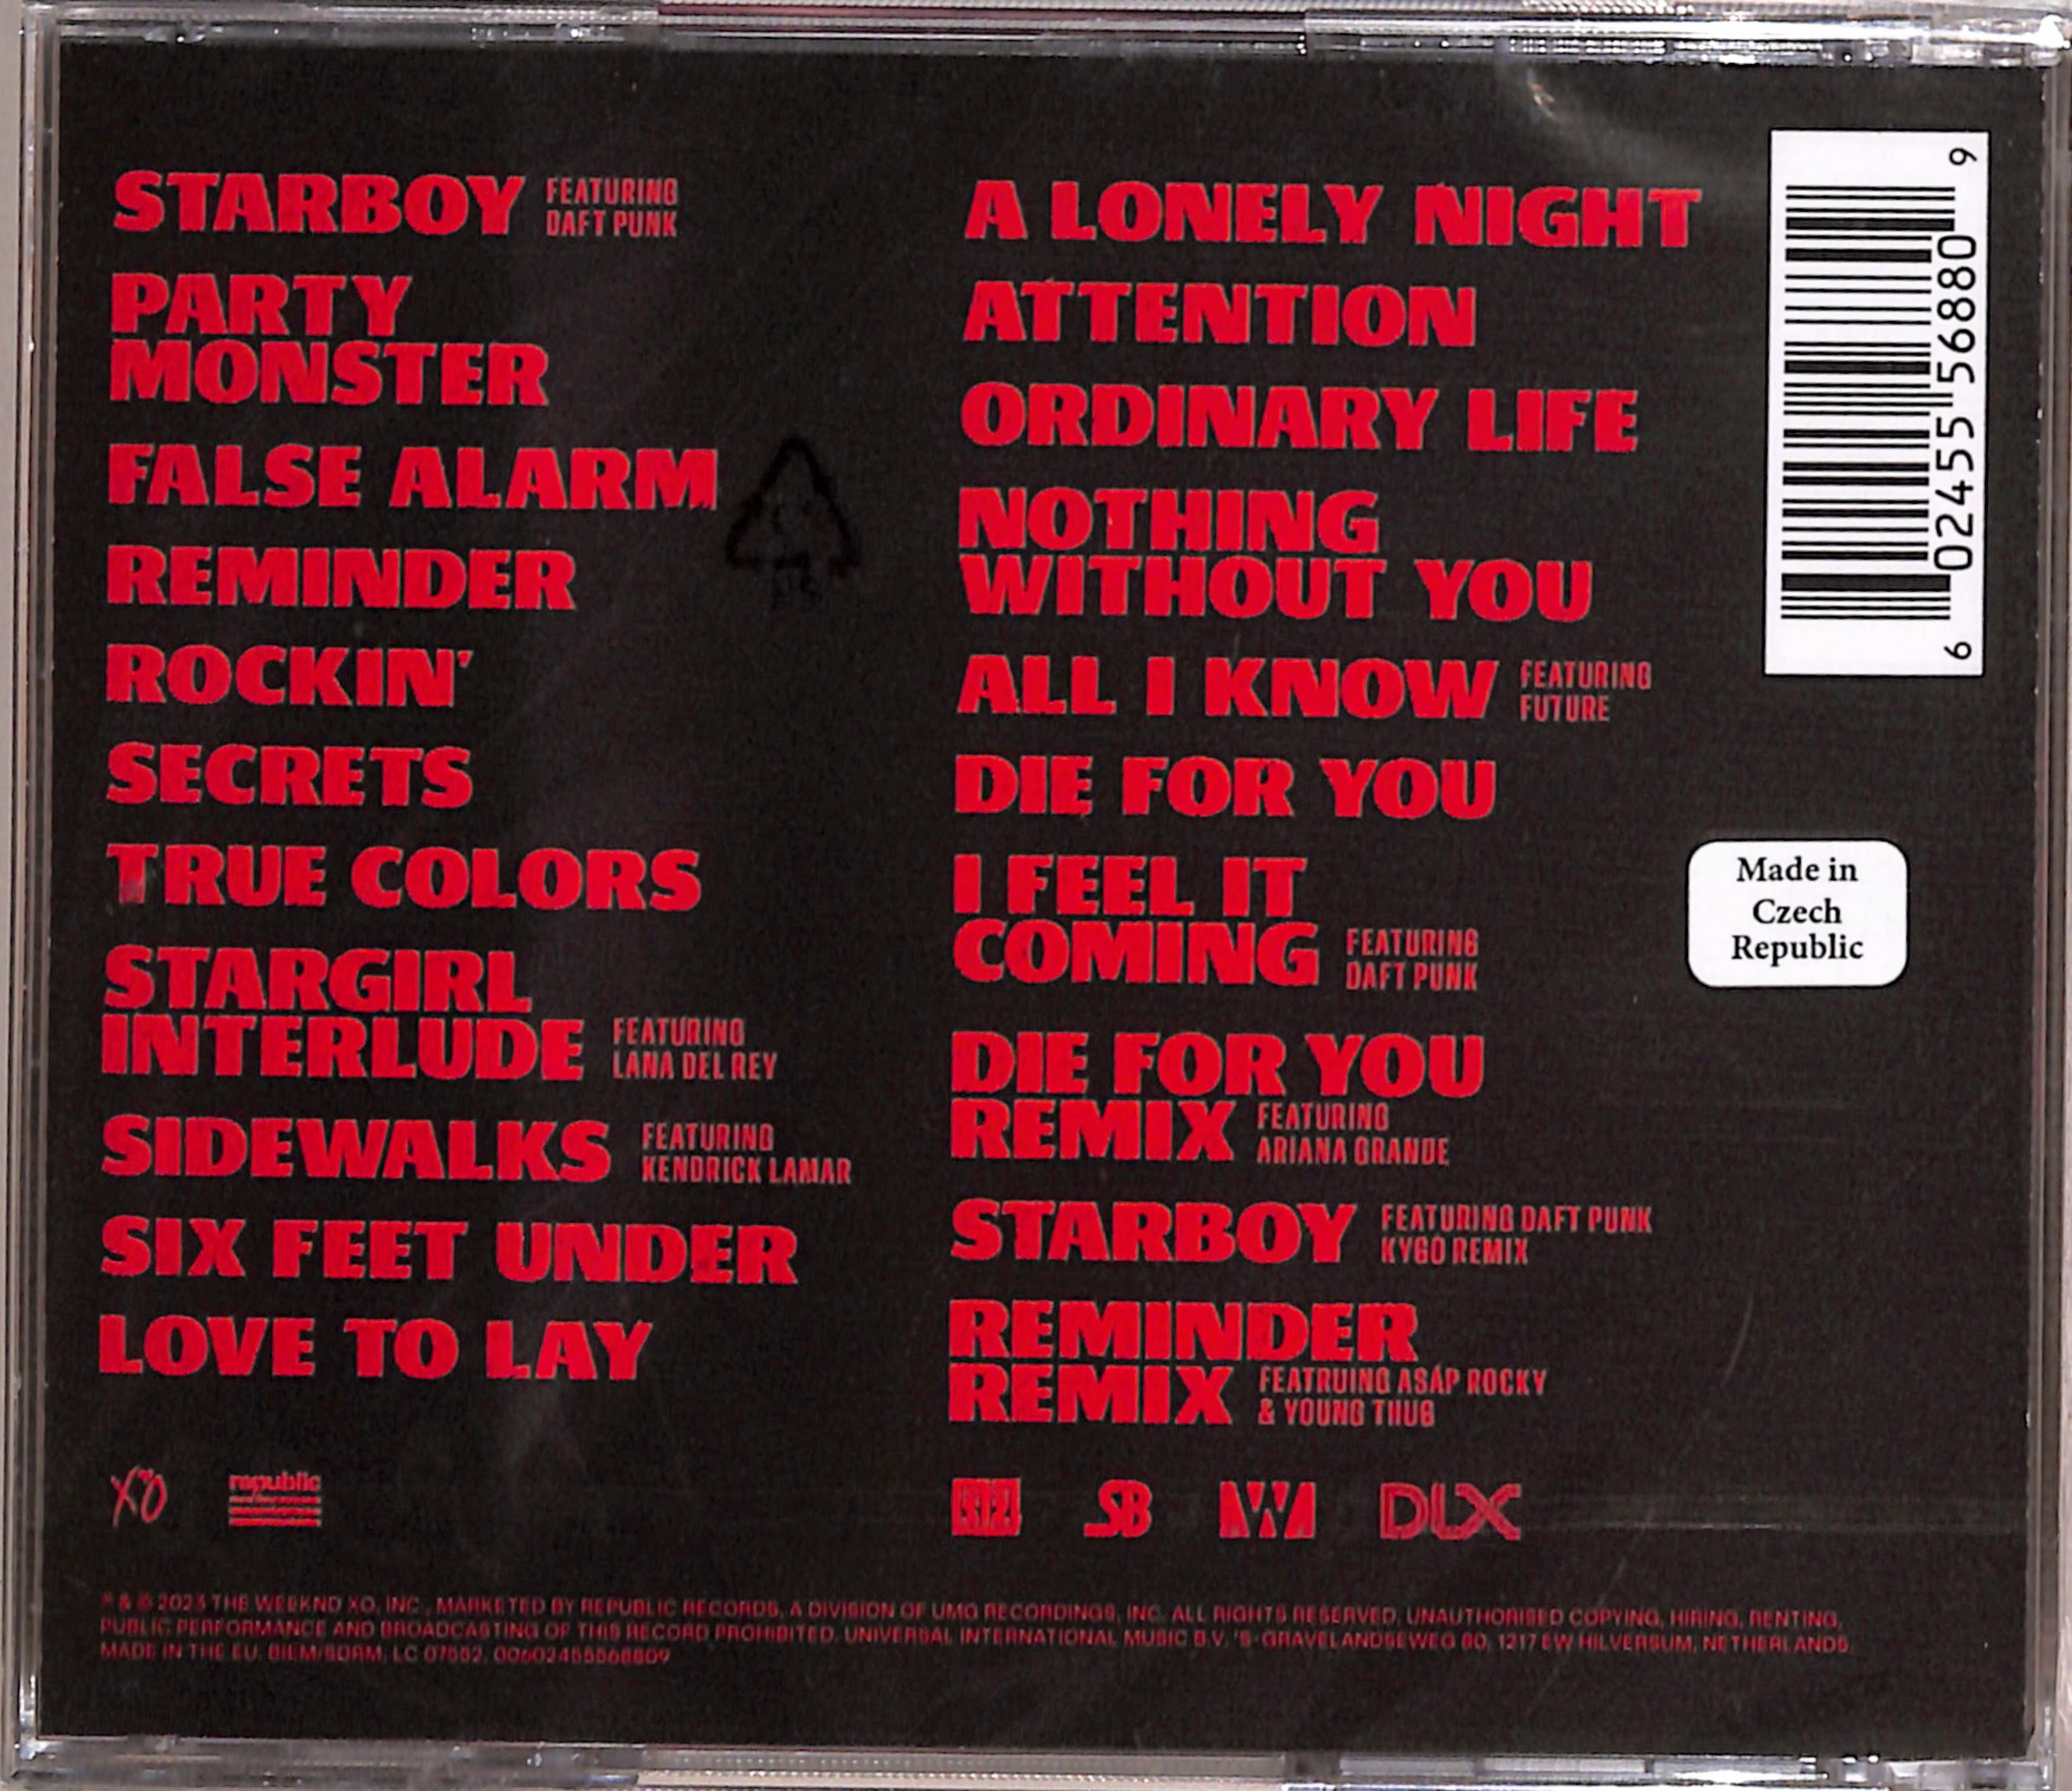 STARBOY FEATURING
DAFT PUNK
PARTY
MONSTER
FALSE ALARM
REMINDER
ROCKIN'
SECRETS
TRUE COLORS
STARGIRL
INTERLUDE FEATURING
LANA DEL REY
SIDEWALKS FEATURING
KENDRICK LAMAR
SIX FEET UNDER
LOVE TO LAY
XO
republic
A LONELY NIGHT
ATTENTION
ORDINARY LIFE
NOTHING
WITHOUT YOU
ALL I KNOW FEATURING
FUTURE
DIE FOR YOU
I FEEL IT
COMING FEATURING
DAFT PUNK
DIE FOR YOU
REMIX FEATURING
ARIANA GRANDE
STARBOY FEATURING DAFT PUNK
KYGO REMIX
REMINDER
REMIX FEATRUING ASAP ROCKY
& YOUNG THUG
SB
DLX
6 02455 56880 9
Made in
Czech
Republic
℗ & © 2023 THE WEEKND XO, INC., MARKETED BY REPUBLIC RECORDS, A DIVISION OF UMG RECORDINGS, INC. ALL RIGHTS RESERVED. UNAUTHORISED COPYING, HIRING, RENTING,
PUBLIC PERFORMANCE AND BROADCASTING OF THIS RECORD PROHIBITED. UNIVERSAL INTERNATIONAL MUSIC B.V. 'S-GRAVELANDSEWEG 80, 1217 EW HILVERSUM, NETHERLANDS.
MADE IN THE EU. BIEM/SDRM. LC 07552. 00602455568809